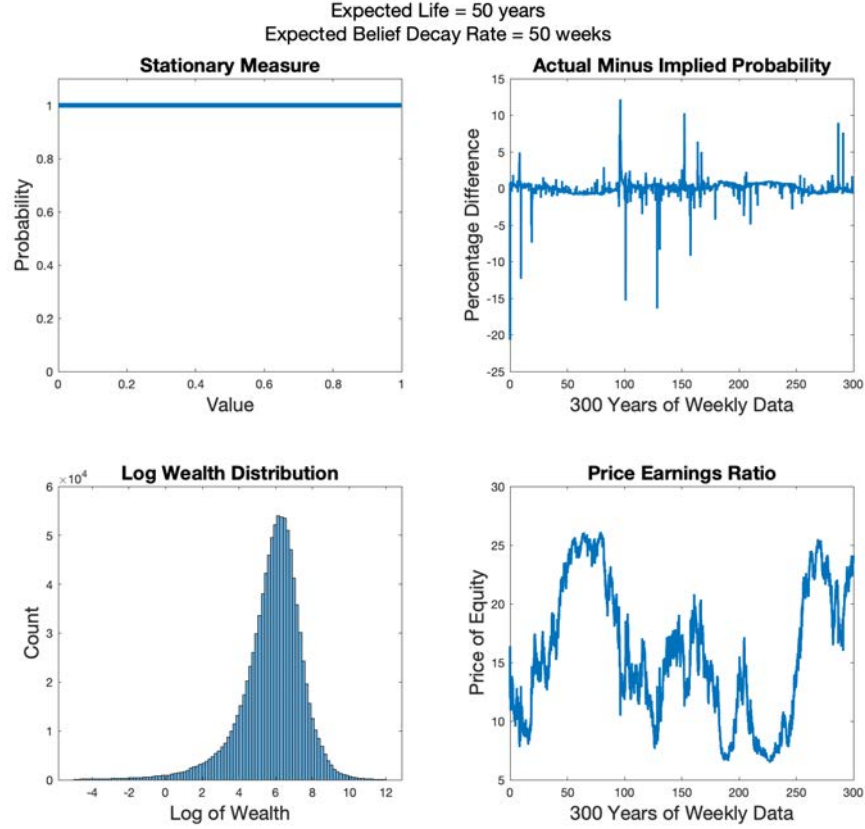 Expected Life = 50 years
Expected Belief Decay Rate = 50 weeks
Stationary Measure
Probability
1
0.8
0.6
0.4
0.2
0
0 0.2 0.4 0.6 0.8 1
Value
Actual Minus Implied Probability
Percentage Difference
15
10
5
0
-5
-10
-15
-20
-25
0 50 100 150 200 250 300
300 Years of Weekly Data
Log Wealth Distribution
×10⁴
Count
6
5
4
3
2
1
0
-4 -2 0 2 4 6 8 10 12
Log of Wealth
Price Earnings Ratio
Price of Equity
30
25
20
15
10
5
0 50 100 150 200 250 300
300 Years of Weekly Data